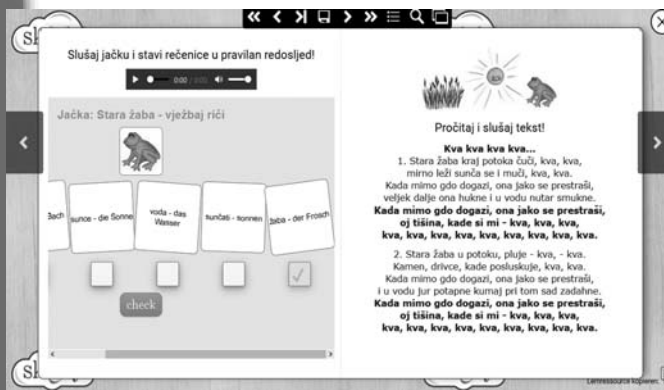 Slušaj jačku i stavi rečenice u pravilan redosljed!
0:00 / 0:00
Jačka: Stara žaba - vježbaj riči
Bach
sunce - die Sonne
voda - das
Wasser
sunčati - sonnen
žaba - der Frosch
check
Pročitaj i slušaj tekst!
Kva kva kva kva...
1. Stara žaba kraj potoka čuči, kva, kva,
mirno leži sunča se i muči, kva, kva.
Kada mimo gdo dogazi, ona jako se prestraši,
veljek dalje ona hukne i u vodu nutar smukne.
Kada mimo gdo dogazi, ona jako se prestraši,
oj tišina, kade si mi - kva, kva, kva,
kva, kva, kva, kva, kva, kva, kva, kva, kva.
2. Stara žaba u potoku, pluje - kva, - kva.
Kamen, drivce, kade posluskuje, kva, kva.
Kada mimo gdo dogazi, ona jako se prestraši,
i u vodu jur potapne kumaj pri tom sad zadahne.
Kada mimo gdo dogazi, ona jako se prestraši,
oj tišina, kade si mi - kva, kva, kva,
kva, kva, kva, kva, kva, kva, kva, kva, kva.
Lernressource kopieren